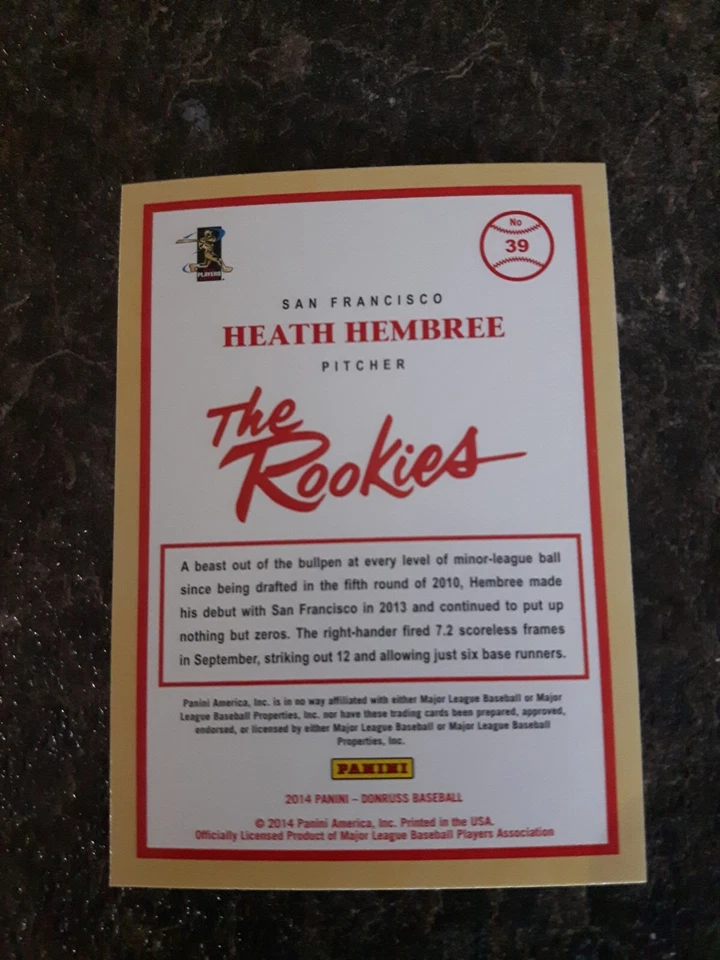 PLAYERS
No
39
SAN FRANCISCO
HEATH HEMBREE
PITCHER
The
Rookies
A beast out of the bullpen at every level of minor-league ball
since being drafted in the fifth round of 2010, Hembree made
his debut with San Francisco in 2013 and continued to put up
nothing but zeros. The right-hander fired 7.2 scoreless frames
in September, striking out 12 and allowing just six base runners.
Panini America, Inc. is in no way affiliated with either Major League Baseball or Major
League Baseball Properties, Inc. nor have these trading cards been prepared, approved,
endorsed, or licensed by either Major League Baseball or Major League Baseball
Properties, Inc.
PANINI
2014 PANINI – DONRUSS BASEBALL
© 2014 Panini America, Inc. Printed in the USA.
Officially Licensed Product of Major League Baseball Players Association